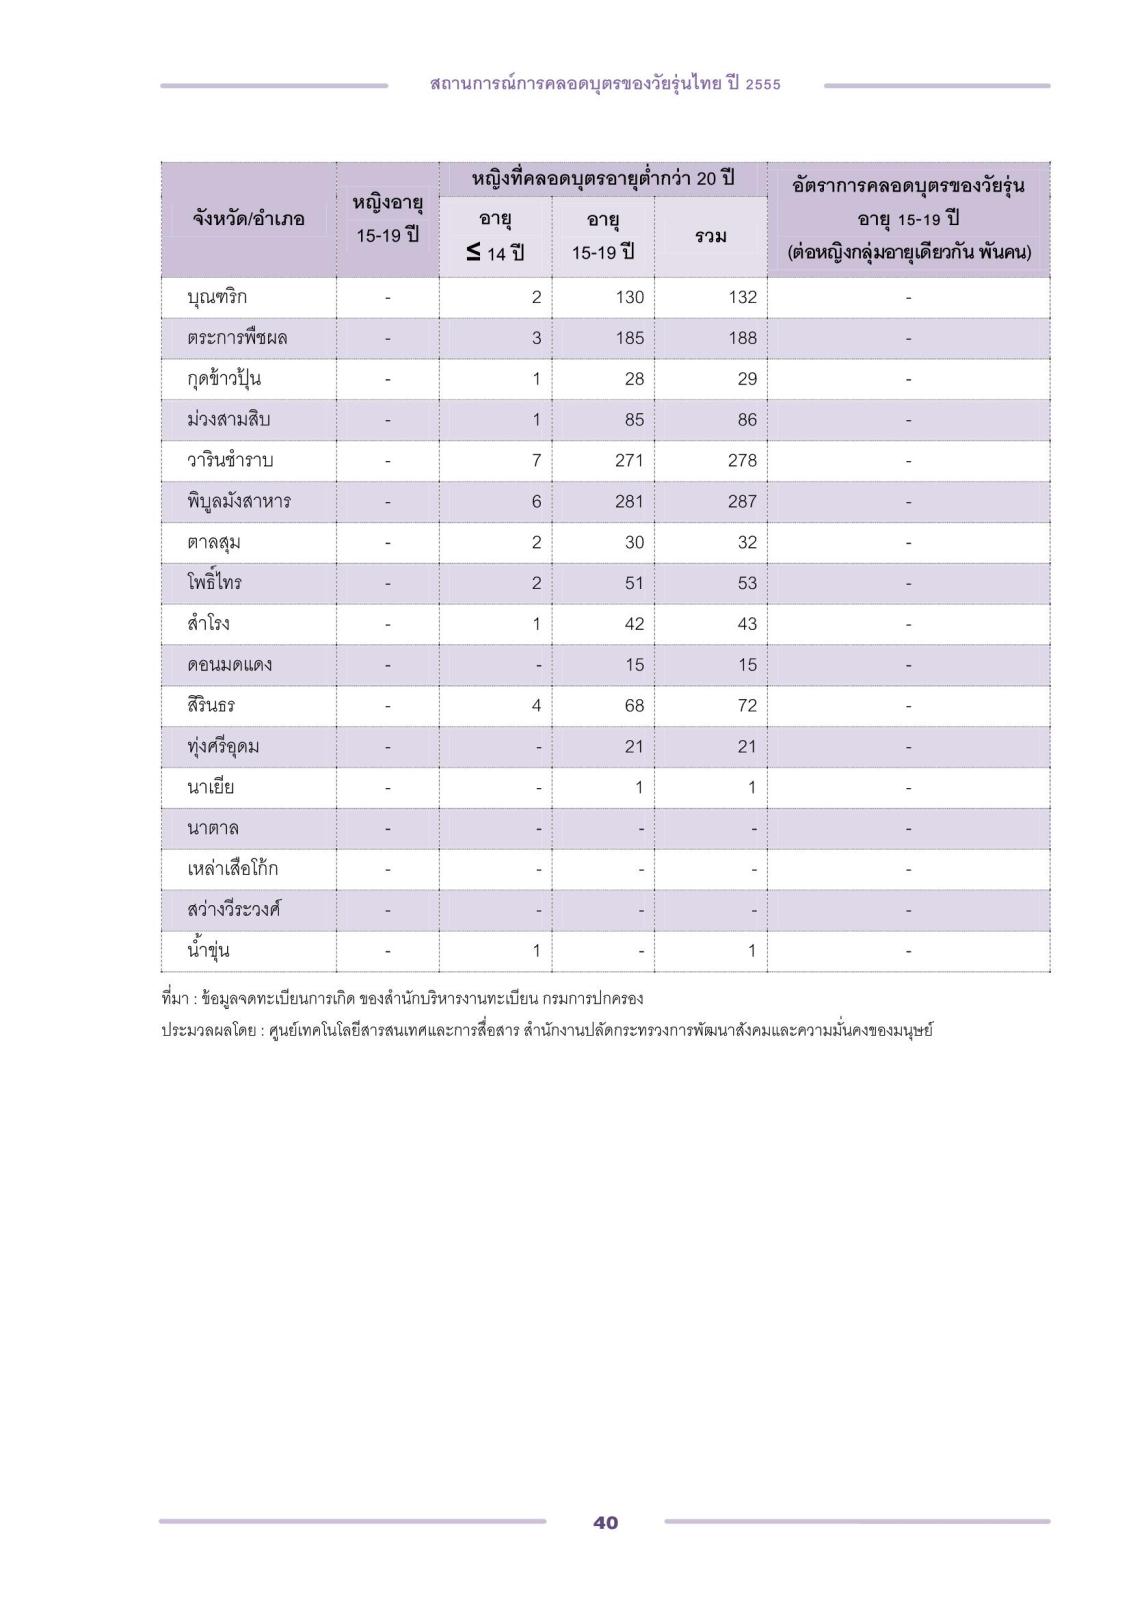 สถานการณ์การคลอดบุตรของวัยรุ่นไทย ปี 2555
จังหวัด/อำเภอ หญิงอายุ 15-19 ปี หญิงที่คลอดบุตรอายุต่ำกว่า 20 ปี อัตราการคลอดบุตรของวัยรุ่น อายุ 15-19 ปี (ต่อหญิงกลุ่มอายุเดียวกัน พันคน)
อายุ ≤ 14 ปี อายุ 15-19 ปี รวม
บุณฑริก - 2 130 132 -
ตระการพืชผล - 3 185 188 -
กุดข้าวปุ้น - 1 28 29 -
ม่วงสามสิบ - 1 85 86 -
วารินชำราบ - 7 271 278 -
พิบูลมังสาหาร - 6 281 287 -
ตาลสุม - 2 30 32 -
โพธิ์ไทร - 2 51 53 -
สำโรง - 1 42 43 -
ดอนมดแดง - - 15 15 -
สิรินธร - 4 68 72 -
ทุ่งศรีอุดม - - 21 21 -
นาเยีย - - 1 1 -
นาตาล - - - - -
เหล่าเสือโก้ก - - - - -
สว่างวีระวงศ์ - - - - -
น้ำขุ่น - 1 - 1 -
ที่มา : ข้อมูลจดทะเบียนการเกิด ของสำนักบริหารงานทะเบียน กรมการปกครอง
ประมวลผลโดย : ศูนย์เทคโนโลยีสารสนเทศและการสื่อสาร สำนักงานปลัดกระทรวงการพัฒนาสังคมและความมั่นคงของมนุษย์
40